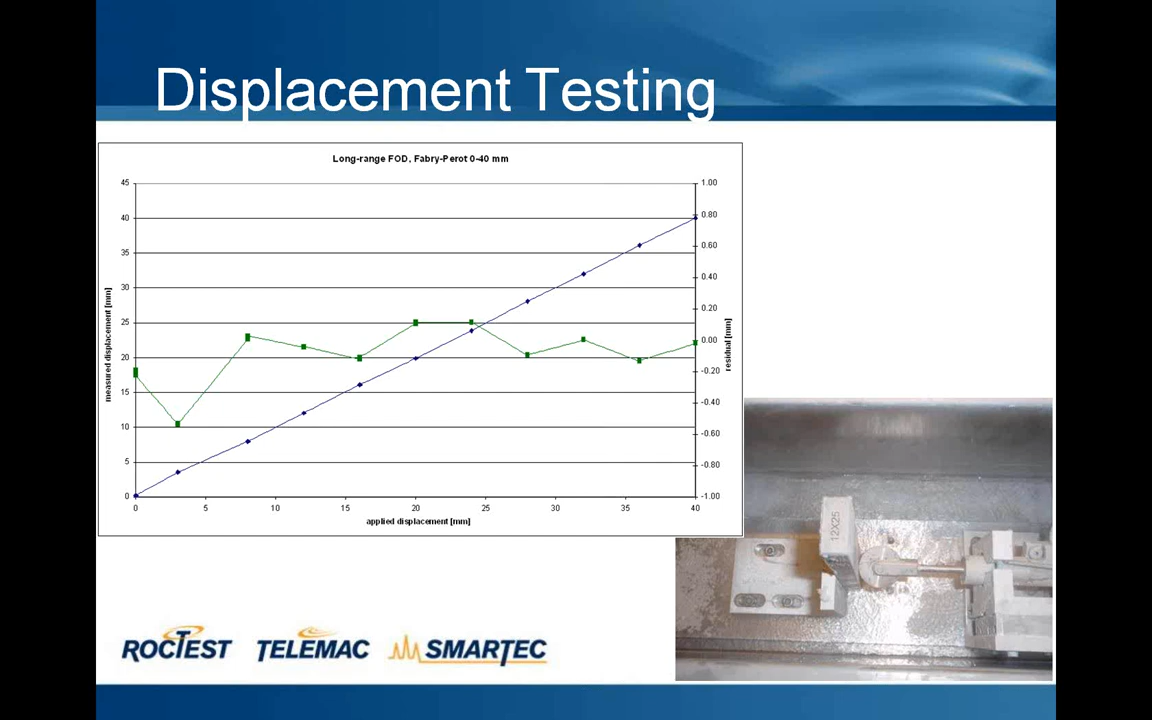 Displacement Testing
Long-range FOD, Fabry-Perot 0-40 mm
45
40
35
30
25
20
15
10
5
0
measured displacement [mm]
1.00
0.80
0.60
0.40
0.20
0.00
-0.20
-0.40
-0.60
-0.80
-1.00
residual [mm]
0 5 10 15 20 25 30 35 40
applied displacement [mm]
12X25
ROCTEST TELEMAC SMARTEC